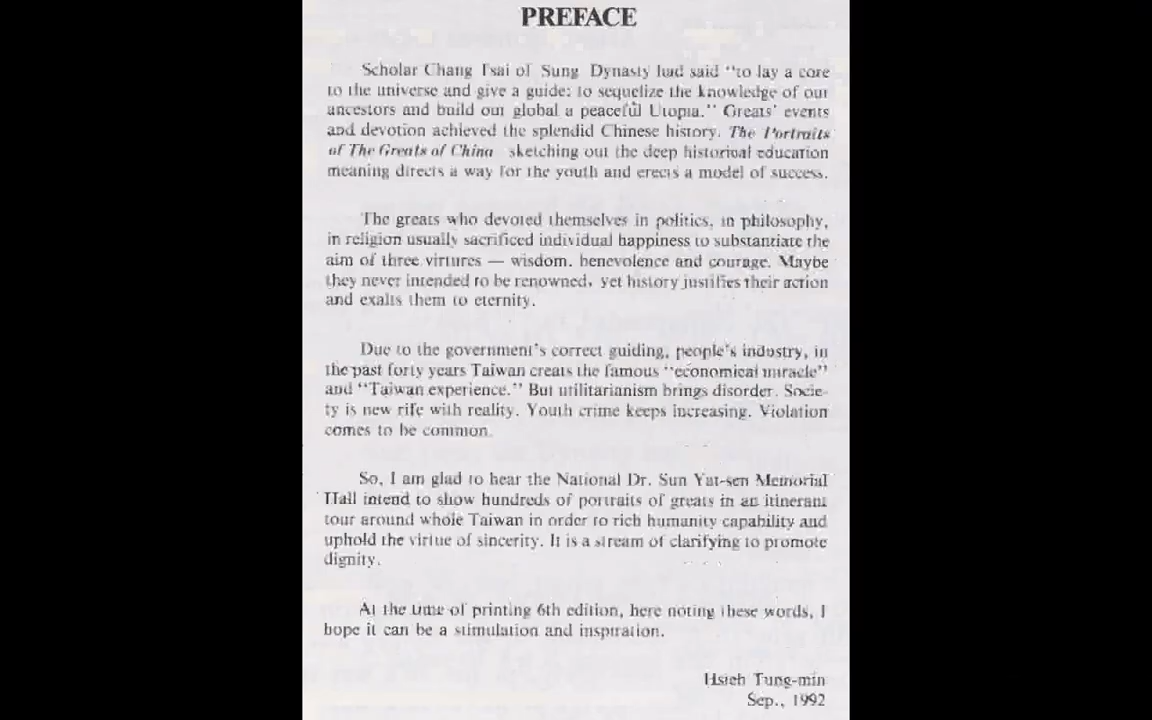 PREFACE
Scholar Chang Tsai of Sung Dynasty had said "to lay a core
to the universe and give a guide: to sequelize the knowledge of our
ancestors and build our global a peaceful Utopia." Greats' events
and devotion achieved the splendid Chinese history. The Portraits
of The Greats of China sketching out the deep historical education
meaning directs a way for the youth and erects a model of success.
The greats who devoted themselves in politics, in philosophy,
in religion usually sacrificed individual happiness to substantiate the
aim of three virtures — wisdom, benevolence and courage. Maybe
they never intended to be renowned, yet history justifies their action
and exalts them to eternity.
Due to the government's correct guiding, people's industry, in
the past forty years Taiwan creats the famous "economical miracle"
and "Taiwan experience." But utilitarianism brings disorder. Socie-
ty is new rife with reality. Youth crime keeps increasing. Violation
comes to be common.
So, I am glad to hear the National Dr. Sun Yat-sen Memorial
Hall intend to show hundreds of portraits of greats in an itinerant
tour around whole Taiwan in order to rich humanity capability and
uphold the virtue of sincerity. It is a stream of clarifying to promote
dignity.
At the time of printing 6th edition, here noting these words, I
hope it can be a stimulation and inspiration.
Hsieh Tung-min
Sep., 1992